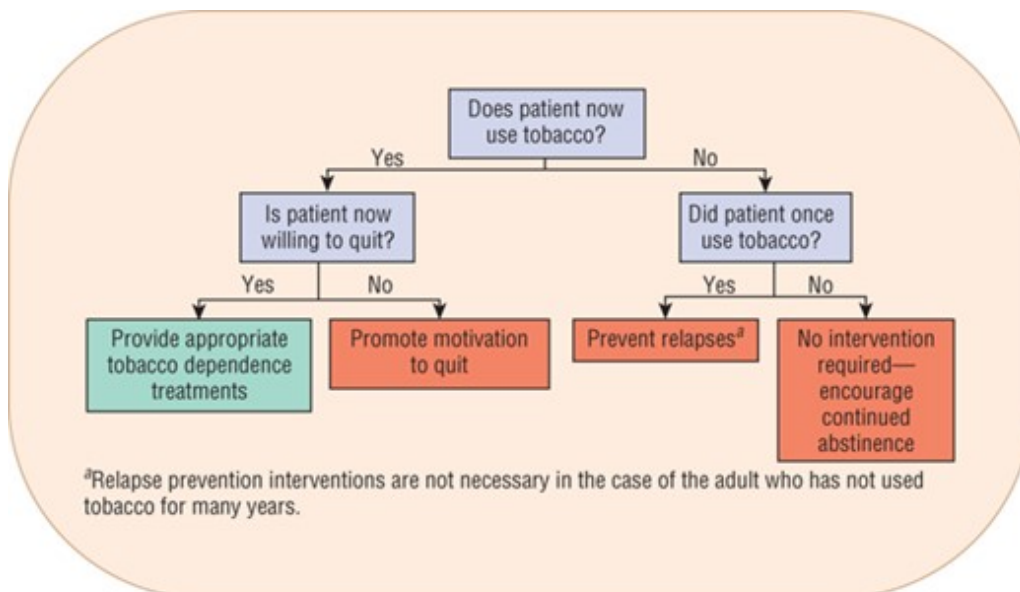 Does patient now
use tobacco?
Yes
No
Is patient now
willing to quit?
Did patient once
use tobacco?
Yes
No
Yes
No
Provide appropriate
tobacco dependence
treatments
Promote motivation
to quit
Prevent relapsesᵃ
No intervention
required—
encourage
continued
abstinence
ᵃRelapse prevention interventions are not necessary in the case of the adult who has not used
tobacco for many years.